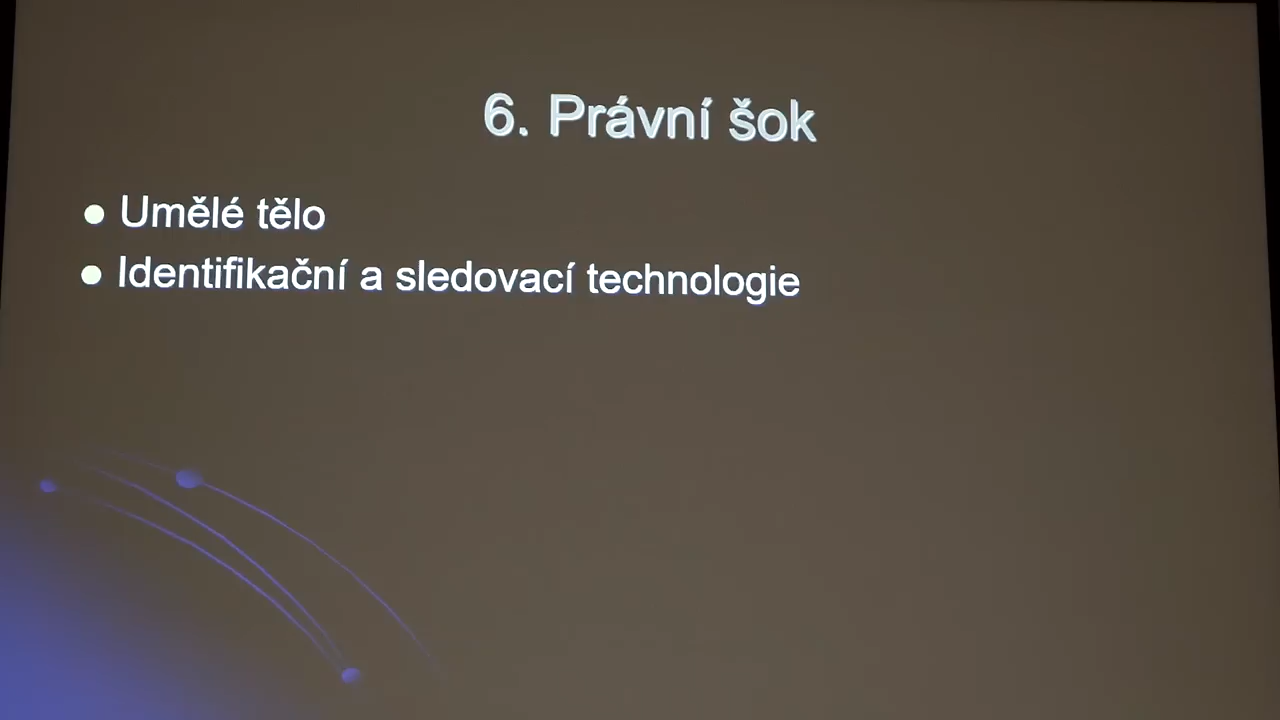 6. Právní šok
● Umělé tělo
● Identifikační a sledovací technologie